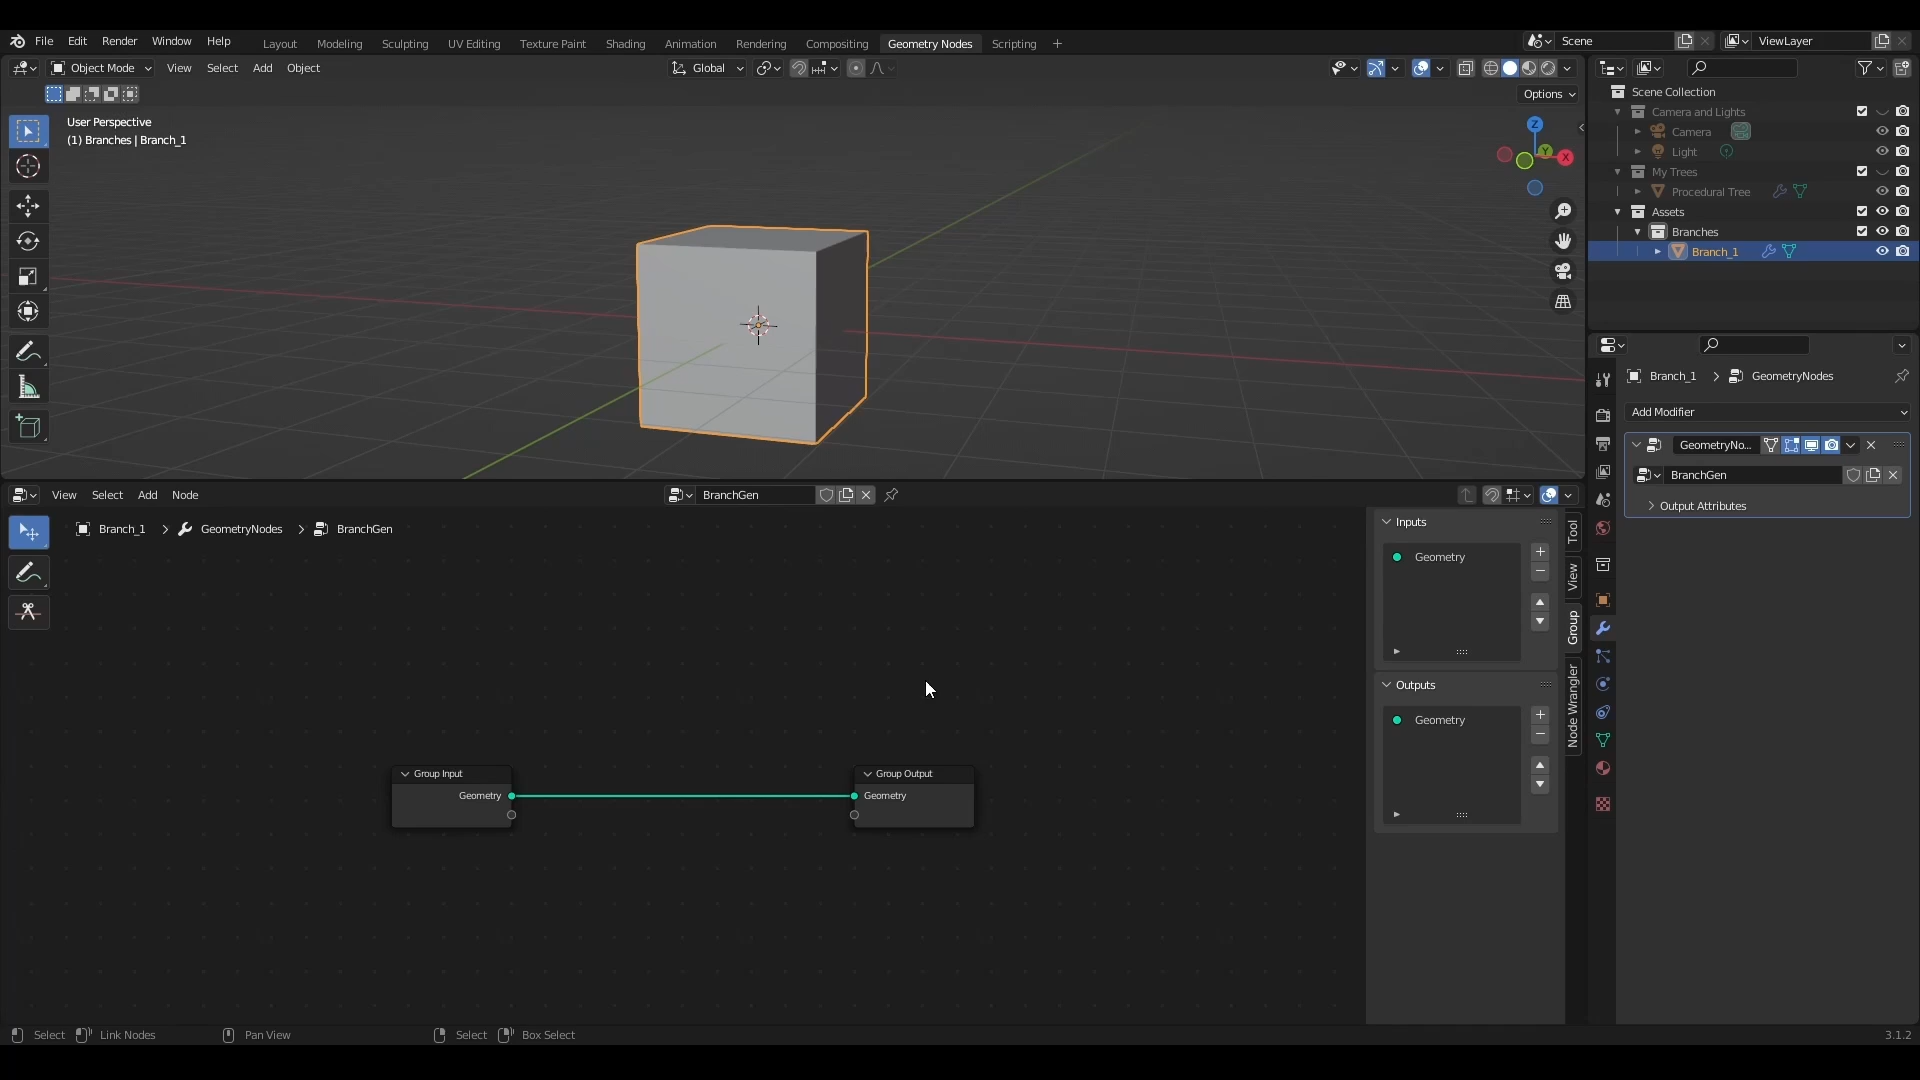 File Edit Render Window Help
Layout Modeling Sculpting UV Editing Texture Paint Shading Animation Rendering Compositing Geometry Nodes Scripting +
Scene
ViewLayer
Object Mode View Select Add Object
Global
Options
User Perspective
(1) Branches | Branch_1
Z
Y
X
Scene Collection
Camera and Lights
Camera
Light
My Trees
Procedural Tree
Assets
Branches
Branch_1
Branch_1 > GeometryNodes
Add Modifier
GeometryNo...
BranchGen
Output Attributes
View Select Add Node
BranchGen
Branch_1 > GeometryNodes > BranchGen
Group Input
Geometry
Group Output
Geometry
Inputs
Geometry
Outputs
Geometry
Tool
View
Group
Node Wrangler
Select
Link Nodes
Pan View
Select
Box Select
3.1.2